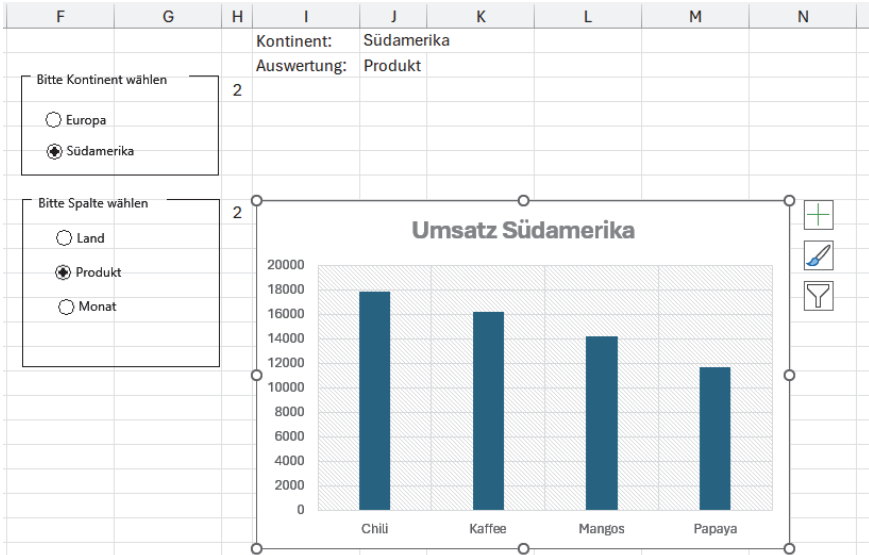 F G H I J K L M N
Kontinent: Südamerika
Auswertung: Produkt
Bitte Kontinent wählen
2
Europa
Südamerika
Bitte Spalte wählen
2
Land
Produkt
Monat
Umsatz Südamerika
20000
18000
16000
14000
12000
10000
8000
6000
4000
2000
0
Chili Kaffee Mangos Papaya